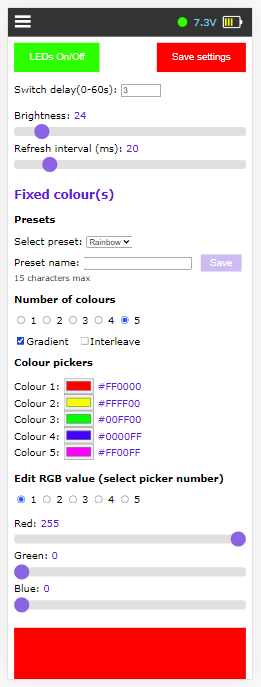 7.3V
LEDs On/Off Save settings
Switch delay(0-60s): 3
Brightness: 24
Refresh interval (ms): 20
Fixed colour(s)
Presets
Select preset: Rainbow
Preset name: Save
15 characters max
Number of colours
1 2 3 4 5
Gradient Interleave
Colour pickers
Colour 1: #FF0000
Colour 2: #FFFF00
Colour 3: #00FF00
Colour 4: #0000FF
Colour 5: #FF00FF
Edit RGB value (select picker number)
1 2 3 4 5
Red: 255
Green: 0
Blue: 0